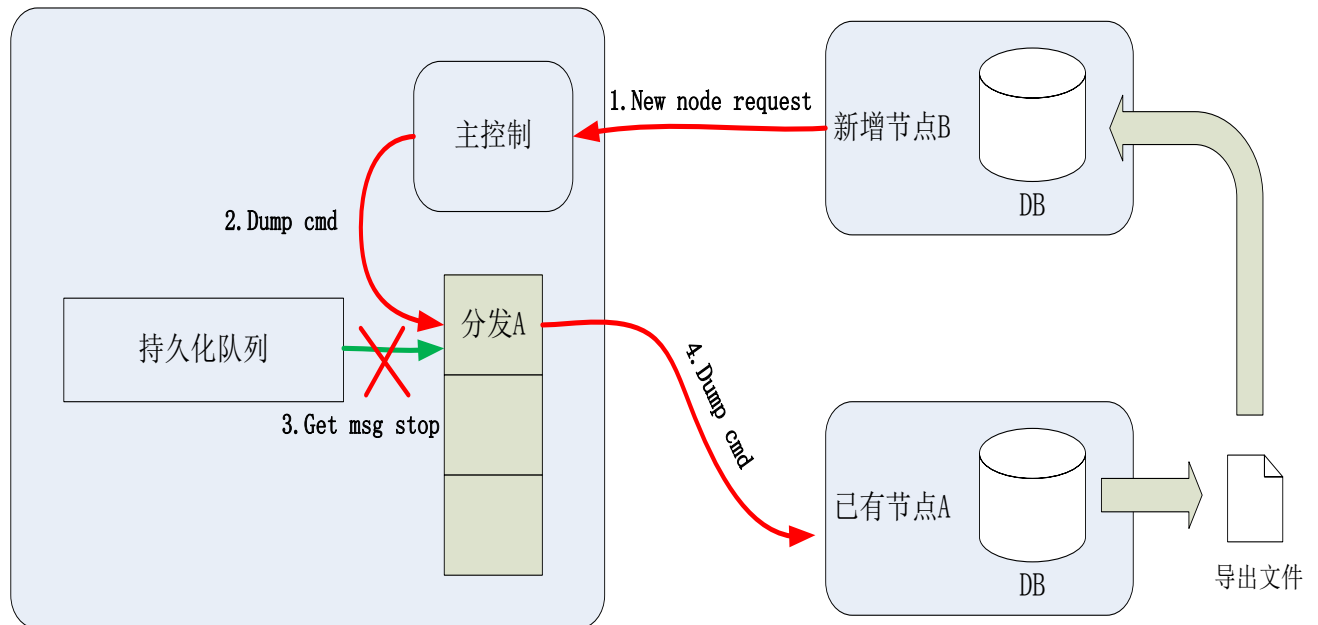 主控制
1.New node request
新增节点B
DB
2.Dump cmd
持久化队列
分发A
3.Get msg stop
4.Dump cmd
已有节点A
DB
导出文件